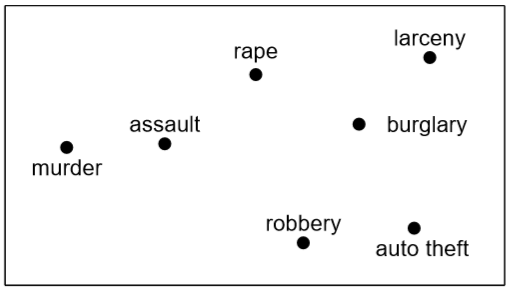 larceny
rape
assault
burglary
murder
robbery
auto theft